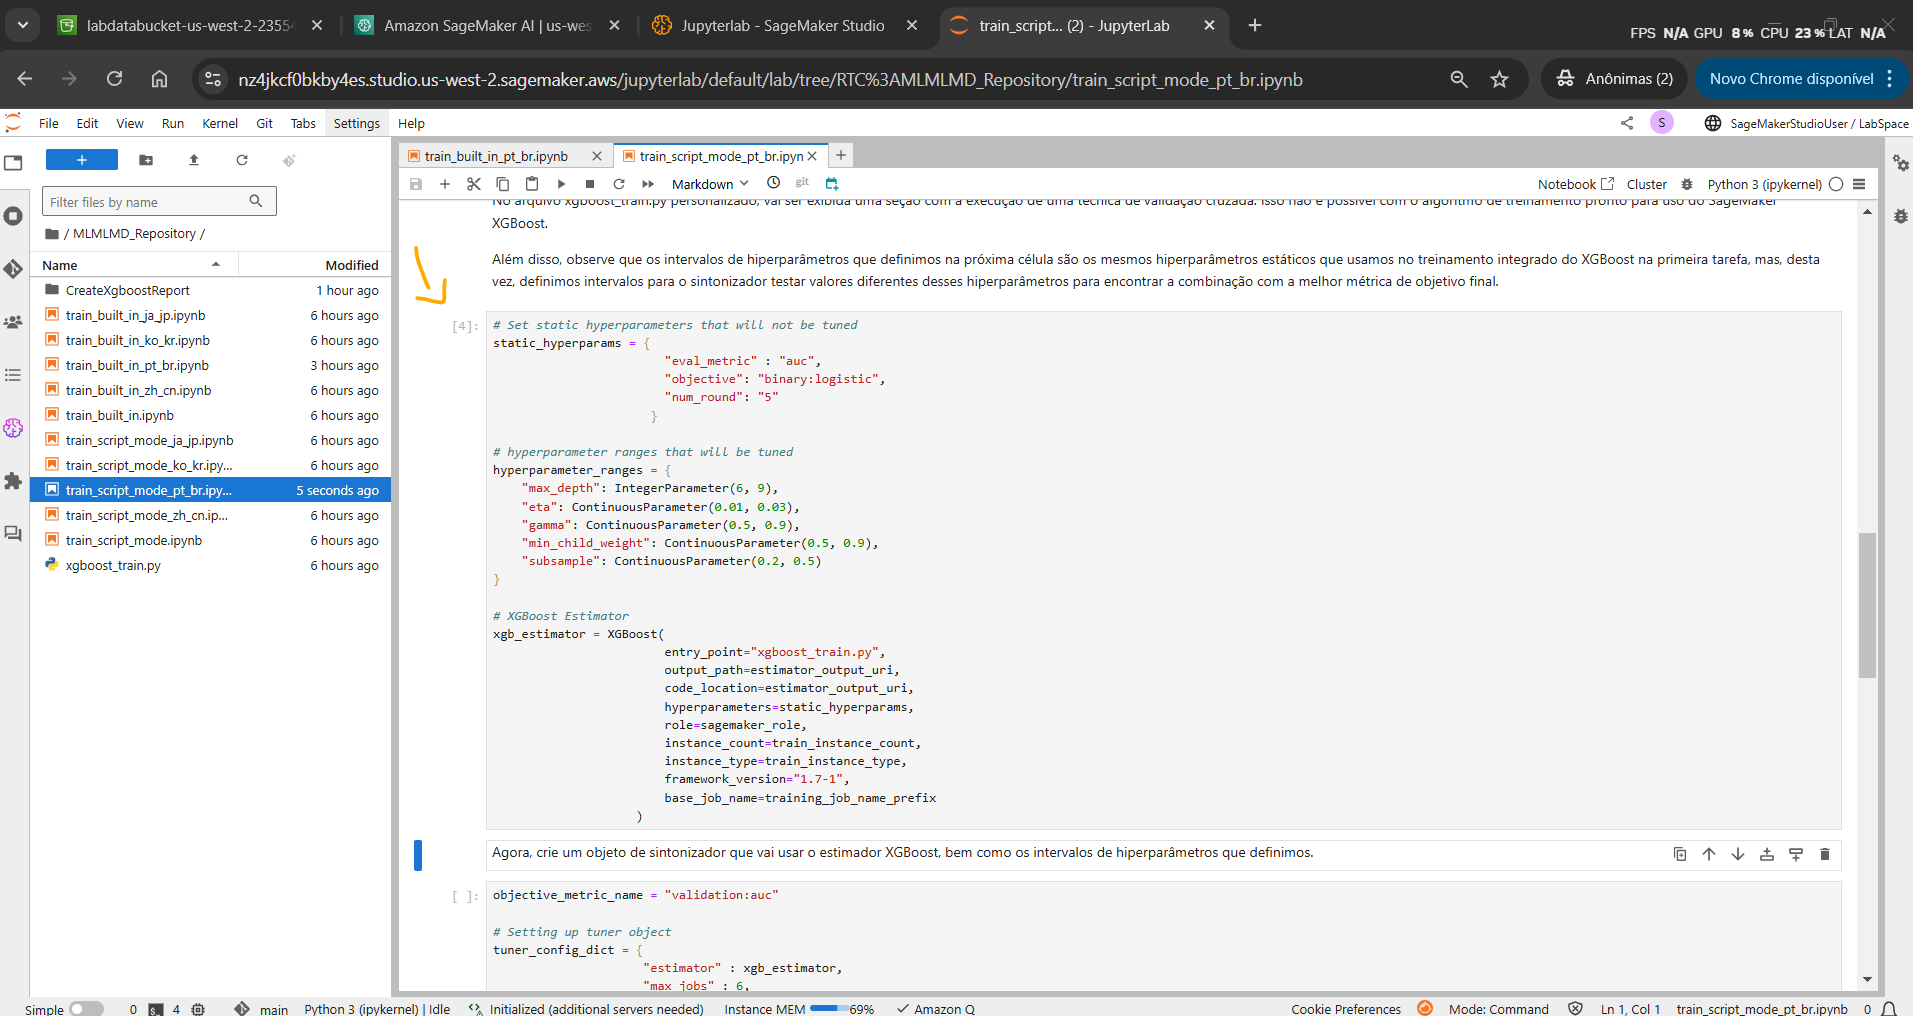 labdatabucket-us-west-2-23554
Amazon SageMaker AI | us-wes
Jupyterlab - SageMaker Studio
train_script... (2) - JupyterLab
FPS N/A GPU 8% CPU 23% LAT N/A
nz4jkcf0bkby4es.studio.us-west-2.sagemaker.aws/jupyterlab/default/lab/tree/RTC%3AMLMLMD_Repository/train_script_mode_pt_br.ipynb
Anônimas (2)
Novo Chrome disponível
File Edit View Run Kernel Git Tabs Settings Help
S
SageMakerStudioUser / LabSpace
train_built_in_pt_br.ipynb
train_script_mode_pt_br.ipyn
Markdown
git
Notebook
Cluster
Python 3 (ipykernel)
Filter files by name
/ MLMLMD_Repository /
Name Modified
CreateXgboostReport 1 hour ago
train_built_in_ja_jp.ipynb 6 hours ago
train_built_in_ko_kr.ipynb 6 hours ago
train_built_in_pt_br.ipynb 3 hours ago
train_built_in_zh_cn.ipynb 6 hours ago
train_built_in.ipynb 6 hours ago
train_script_mode_ja_jp.ipynb 6 hours ago
train_script_mode_ko_kr.ipy... 6 hours ago
train_script_mode_pt_br.ipy... 5 seconds ago
train_script_mode_zh_cn.ip... 6 hours ago
train_script_mode.ipynb 6 hours ago
xgboost_train.py 6 hours ago
No arquivo xgboost_train.py personalizado, vai ser exibida uma seção com a execução de uma técnica de validação cruzada. Isso não é possível com o algoritmo de treinamento pronto para uso do SageMaker
XGBoost.
Além disso, observe que os intervalos de hiperparâmetros que definimos na próxima célula são os mesmos hiperparâmetros estáticos que usamos no treinamento integrado do XGBoost na primeira tarefa, mas, desta
vez, definimos intervalos para o sintonizador testar valores diferentes desses hiperparâmetros para encontrar a combinação com a melhor métrica de objetivo final.
[4]:
# Set static hyperparameters that will not be tuned
static_hyperparams = {
"eval_metric" : "auc",
"objective": "binary:logistic",
"num_round": "5"
}
# hyperparameter ranges that will be tuned
hyperparameter_ranges = {
"max_depth": IntegerParameter(6, 9),
"eta": ContinuousParameter(0.01, 0.03),
"gamma": ContinuousParameter(0.5, 0.9),
"min_child_weight": ContinuousParameter(0.5, 0.9),
"subsample": ContinuousParameter(0.2, 0.5)
}
# XGBoost Estimator
xgb_estimator = XGBoost(
entry_point="xgboost_train.py",
output_path=estimator_output_uri,
code_location=estimator_output_uri,
hyperparameters=static_hyperparams,
role=sagemaker_role,
instance_count=train_instance_count,
instance_type=train_instance_type,
framework_version="1.7-1",
base_job_name=training_job_name_prefix
)
Agora, crie um objeto de sintonizador que vai usar o estimador XGBoost, bem como os intervalos de hiperparâmetros que definimos.
[ ]:
objective_metric_name = "validation:auc"
# Setting up tuner object
tuner_config_dict = {
"estimator" : xgb_estimator,
"max_jobs" : 6,
Simple 0 4 main Python 3 (ipykernel) | Idle Initialized (additional servers needed) Instance MEM 69% Amazon Q Cookie Preferences Mode: Command Ln 1, Col 1 train_script_mode_pt_br.ipynb 0